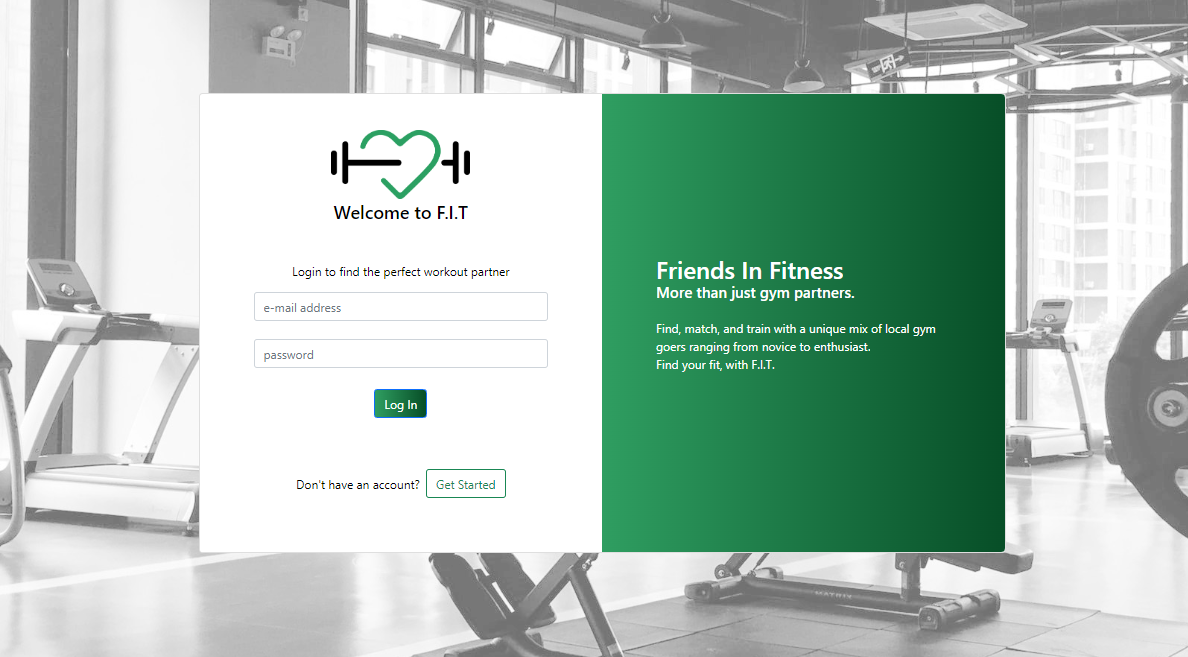 Welcome to F.I.T
Login to find the perfect workout partner
e-mail address
password
Log In
Don't have an account? Get Started
Friends In Fitness
More than just gym partners.
Find, match, and train with a unique mix of local gym
goers ranging from novice to enthusiast.
Find your fit, with F.I.T.
MATRIX